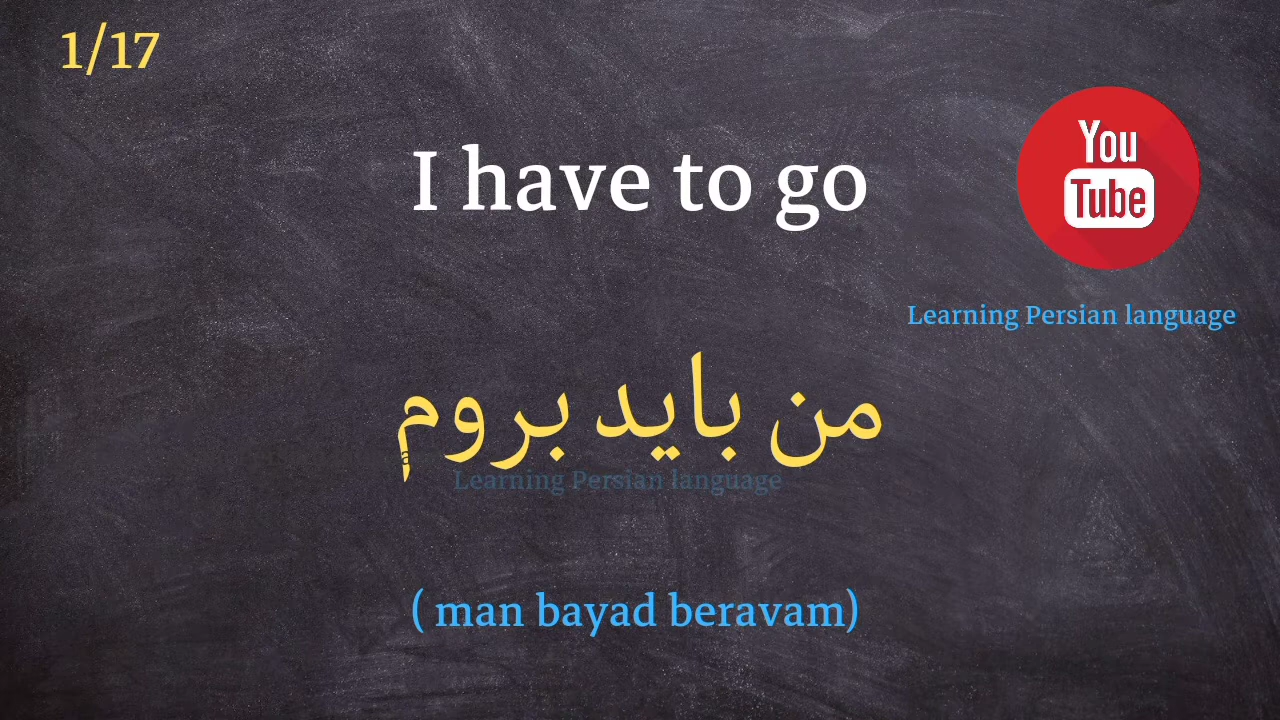 1/17
I have to go
You
Tube
Learning Persian language
من باید بروم
Learning Persian language
( man bayad beravam)